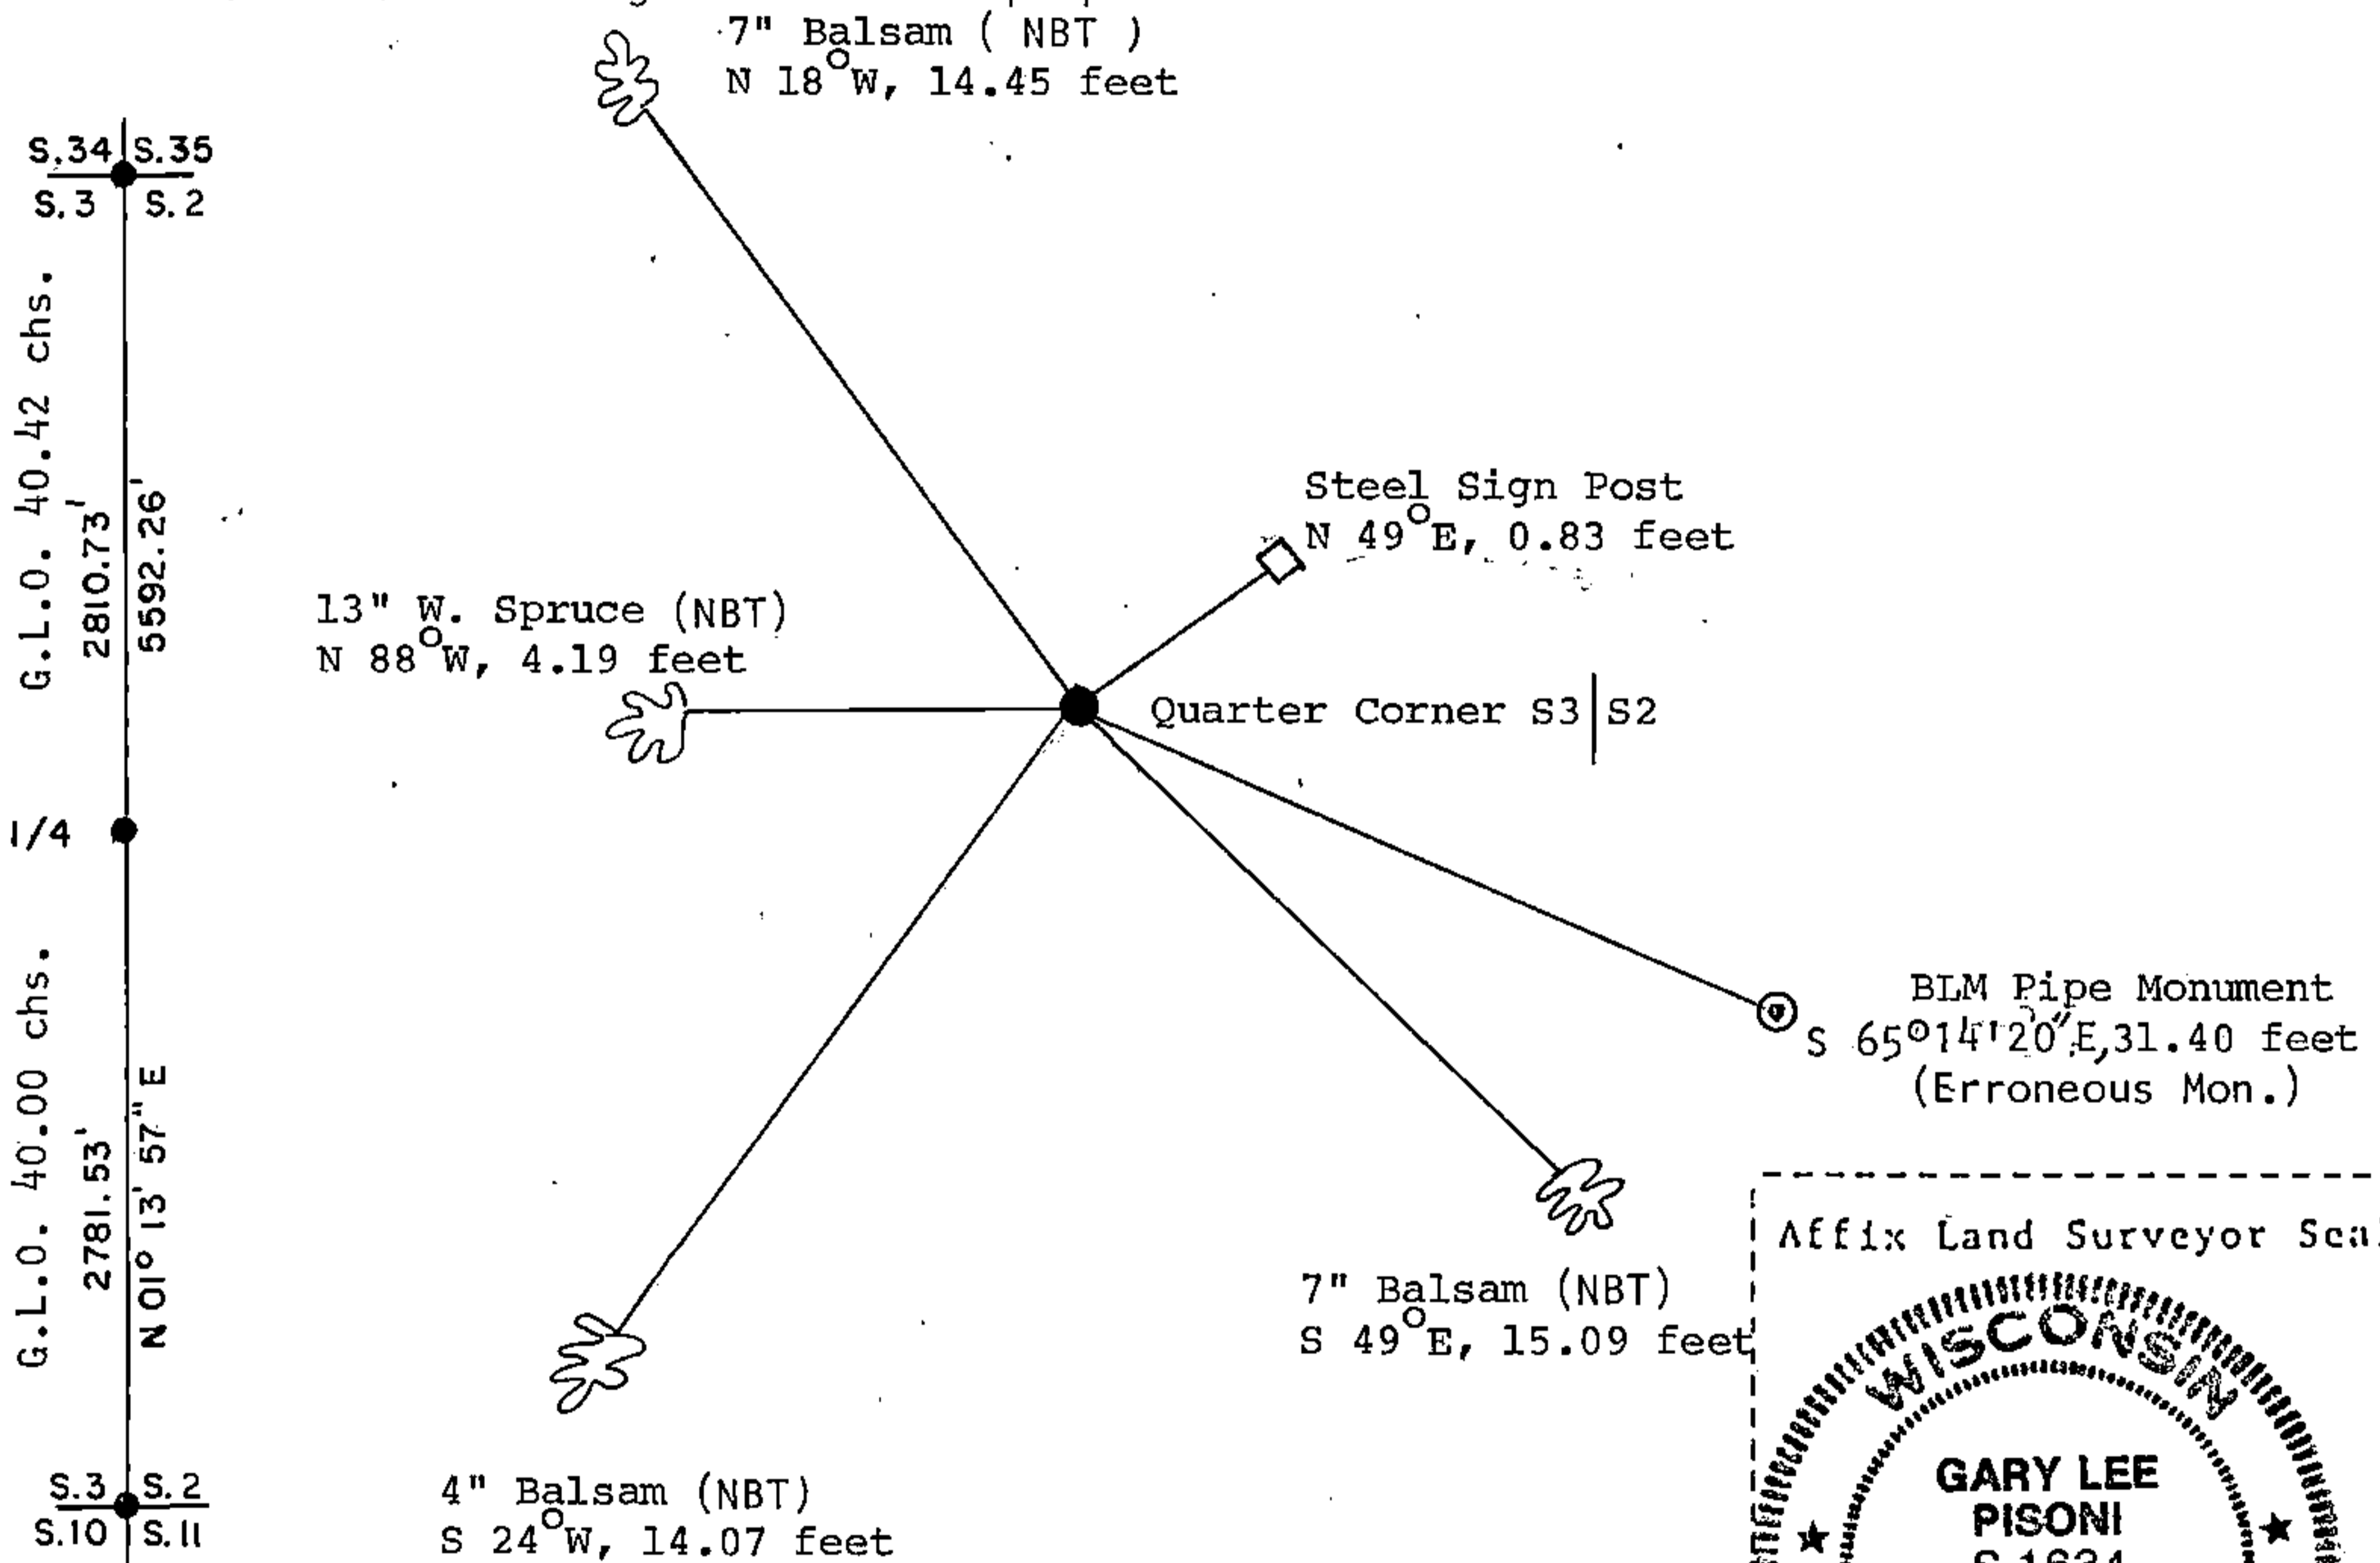 7" Balsam ( NBT )
N 18°W, 14.45 feet
S.34 S.35
S.3 S.2
G.L.O. 40.42 chs.
2810.73'
5592.26'
Steel Sign Post
N 49°E, 0.83 feet
13" W. Spruce (NBT)
N 88°W, 4.19 feet
Quarter Corner S3 S2
1/4
G.L.O. 40.00 chs.
2781.53'
N 01° 13' 57" E
BLM Pipe Monument
S 65°14'20"E, 31.40 feet
(Erroneous Mon.)
Affix Land Surveyor
7" Balsam (NBT)
S 49°E, 15.09 feet
WISCONSIN
GARY LEE
PISONI
S.3 S.2
S.10 S.11
4" Balsam (NBT)
S 24°W, 14.07 feet